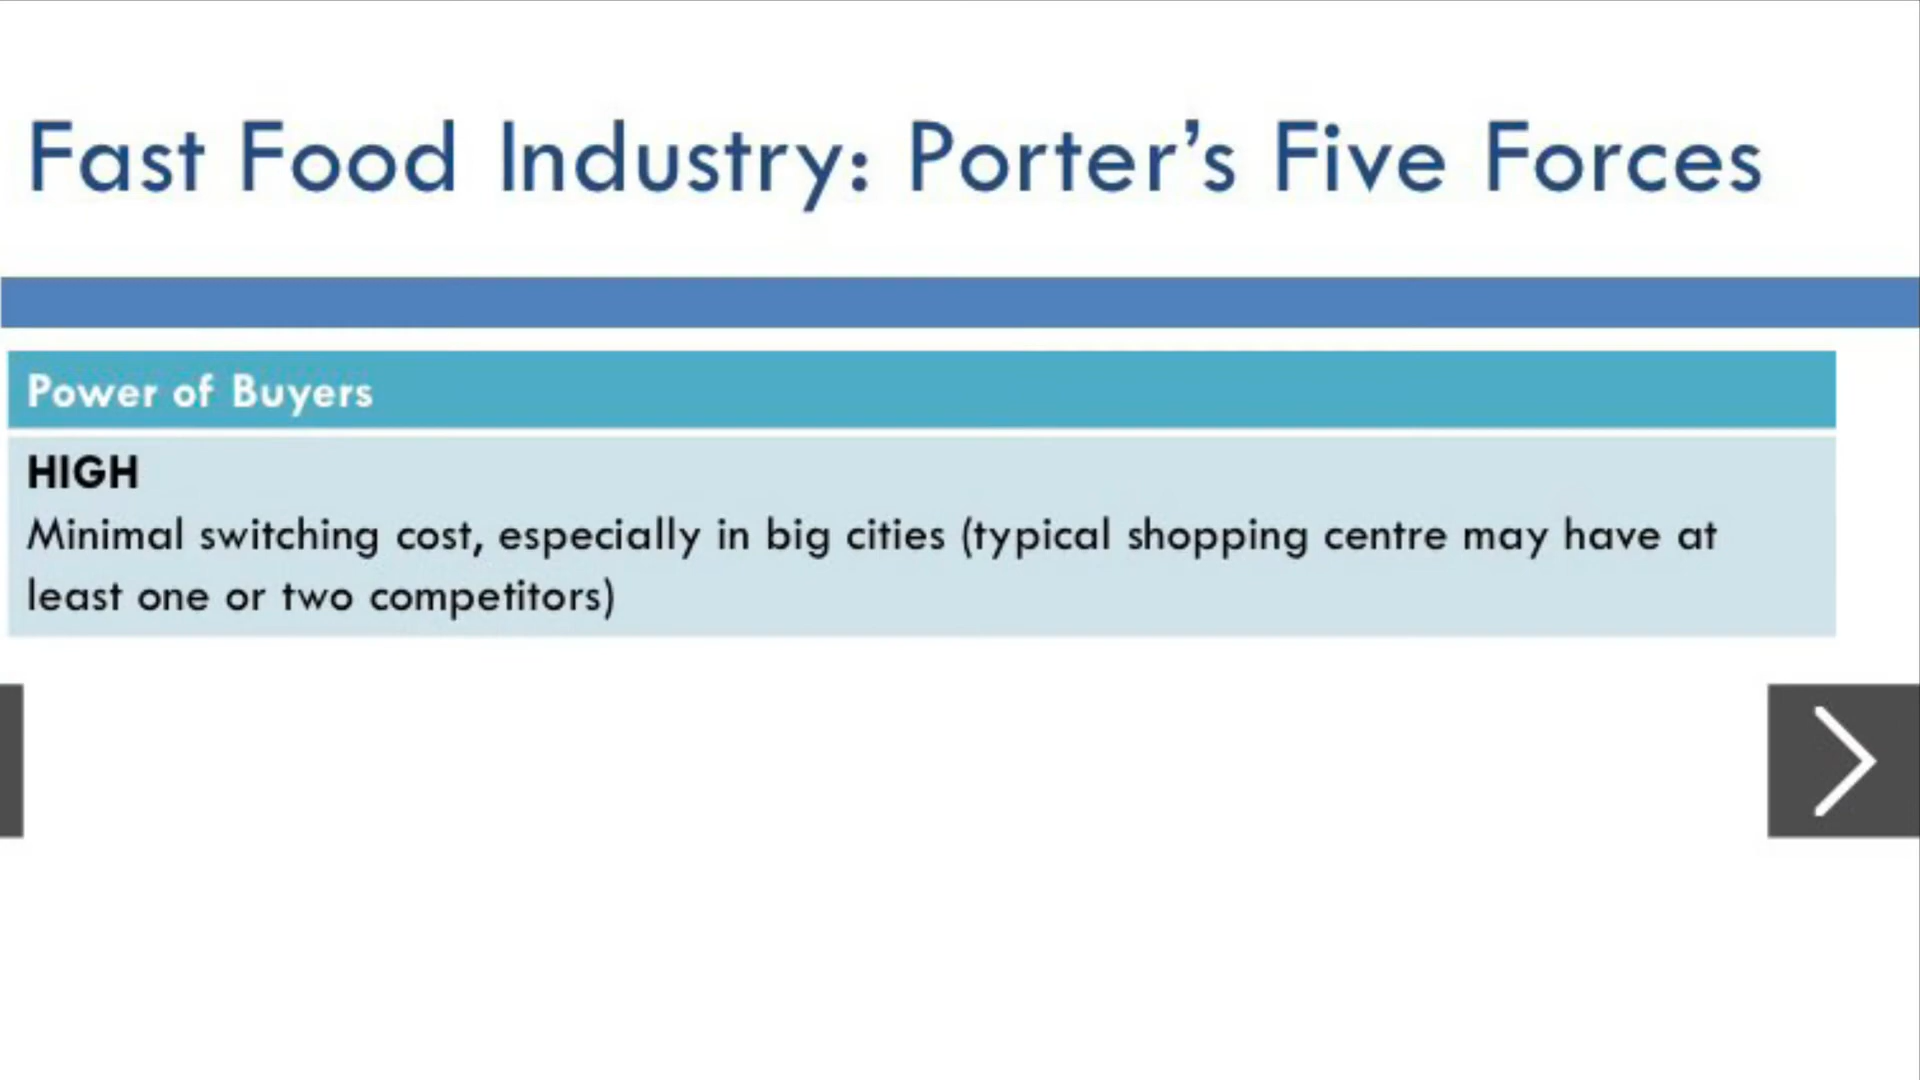 Fast Food Industry: Porter’s Five Forces
Power of Buyers
HIGH
Minimal switching cost, especially in big cities (typical shopping centre may have at
least one or two competitors)